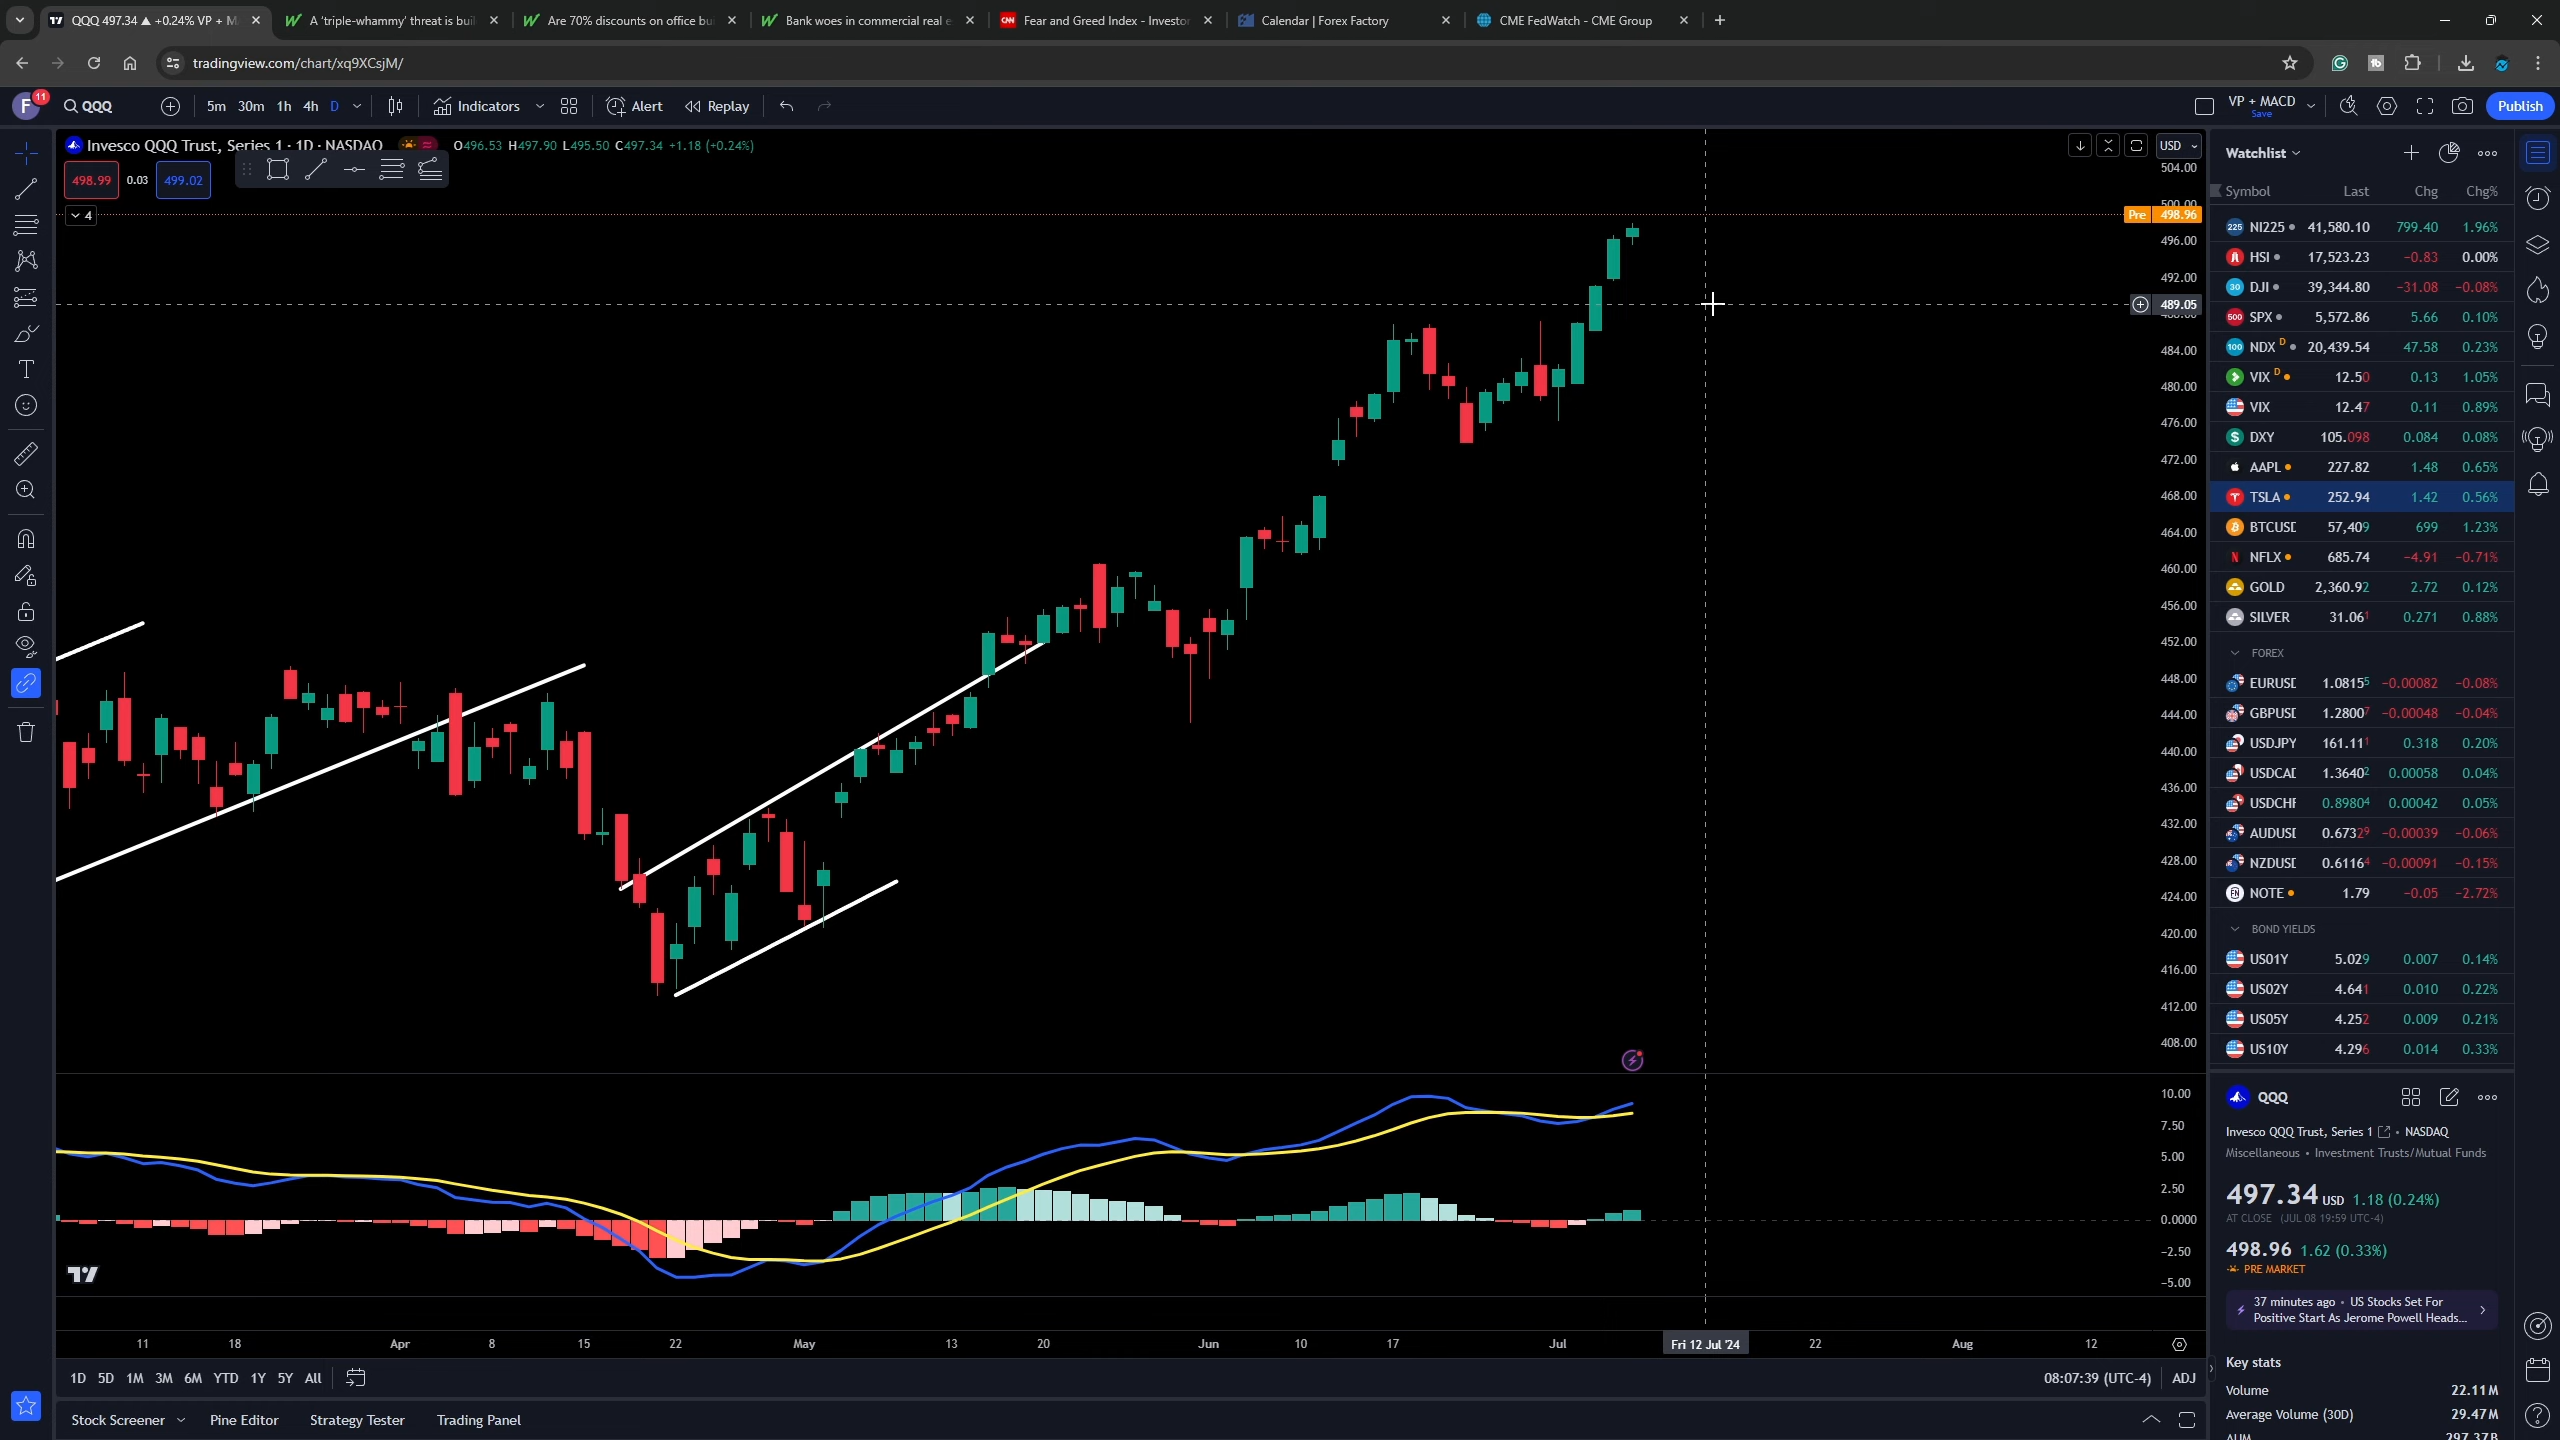 QQQ 497.34 ▲ +0.24% VP + M
A 'triple-whammy' threat is buil
Are 70% discounts on office bu
Bank woes in commercial real e
Fear and Greed Index - Investor
Calendar | Forex Factory
CME FedWatch - CME Group
tradingview.com/chart/xq9XCsjM/
F 11 QQQ 5m 30m 1h 4h D Indicators Alert Replay VP + MACD Save Publish
Invesco QQQ Trust, Series 1 · 1D · NASDAQ O496.53 H497.90 L495.50 C497.34 +1.18 (+0.24%)
498.99 0.03 499.02
4
USD
504.00
500.00
Pre 498.96
496.00
492.00
489.05
484.00
480.00
476.00
472.00
468.00
464.00
460.00
456.00
452.00
448.00
444.00
440.00
436.00
432.00
428.00
424.00
420.00
416.00
412.00
408.00
10.00
7.50
5.00
2.50
0.0000
−2.50
−5.00
11 18 Apr 8 15 22 May 13 20 Jun 10 17 Jul Fri 12 Jul '24 22 Aug 12
1D 5D 1M 3M 6M YTD 1Y 5Y All 08:07:39 (UTC-4) ADJ
Stock Screener Pine Editor Strategy Tester Trading Panel
Watchlist
Symbol Last Chg Chg%
NI225 41,580.10 799.40 1.96%
HSI 17,523.23 −0.83 0.00%
DJI 39,344.80 −31.08 −0.08%
SPX 5,572.86 5.66 0.10%
NDX D 20,439.54 47.58 0.23%
VIX D 12.50 0.13 1.05%
VIX 12.47 0.11 0.89%
DXY 105.098 0.084 0.08%
AAPL 227.82 1.48 0.65%
TSLA 252.94 1.42 0.56%
BTCUSD 57,409 699 1.23%
NFLX 685.74 −4.91 −0.71%
GOLD 2,360.92 2.72 0.12%
SILVER 31.061 0.271 0.88%
FOREX
EURUSD 1.08155 −0.00082 −0.08%
GBPUSD 1.28007 −0.00048 −0.04%
USDJPY 161.111 0.318 0.20%
USDCAD 1.36402 0.00058 0.04%
USDCHF 0.89804 0.00042 0.05%
AUDUSD 0.67329 −0.00039 −0.06%
NZDUSD 0.61164 −0.00091 −0.15%
NOTE 1.79 −0.05 −2.72%
BOND YIELDS
US01Y 5.029 0.007 0.14%
US02Y 4.641 0.010 0.22%
US05Y 4.252 0.009 0.21%
US10Y 4.296 0.014 0.33%
QQQ
Invesco QQQ Trust, Series 1 • NASDAQ
Miscellaneous • Investment Trusts/Mutual Funds
497.34 USD 1.18 (0.24%)
AT CLOSE (JUL 08 19:59 UTC-4)
498.96 1.62 (0.33%)
PRE MARKET
37 minutes ago • US Stocks Set For
Positive Start As Jerome Powell Heads...
Key stats
Volume 22.11M
Average Volume (30D) 29.47M
AUM 297.37B